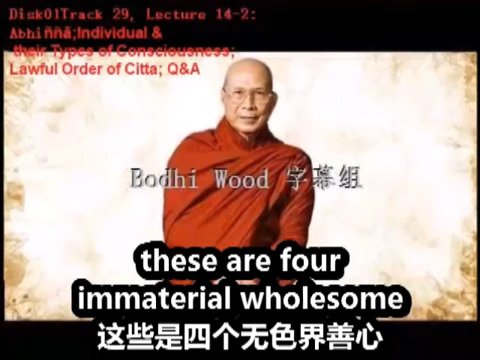 Disk01Track 29, Lecture 14-2:
Abhiññā;Individual &
their Types of Consciousness;
Lawful Order of Citta; Q&A
Bodhi Wood 字幕组
these are four
immaterial wholesome
这些是四个无色界善心